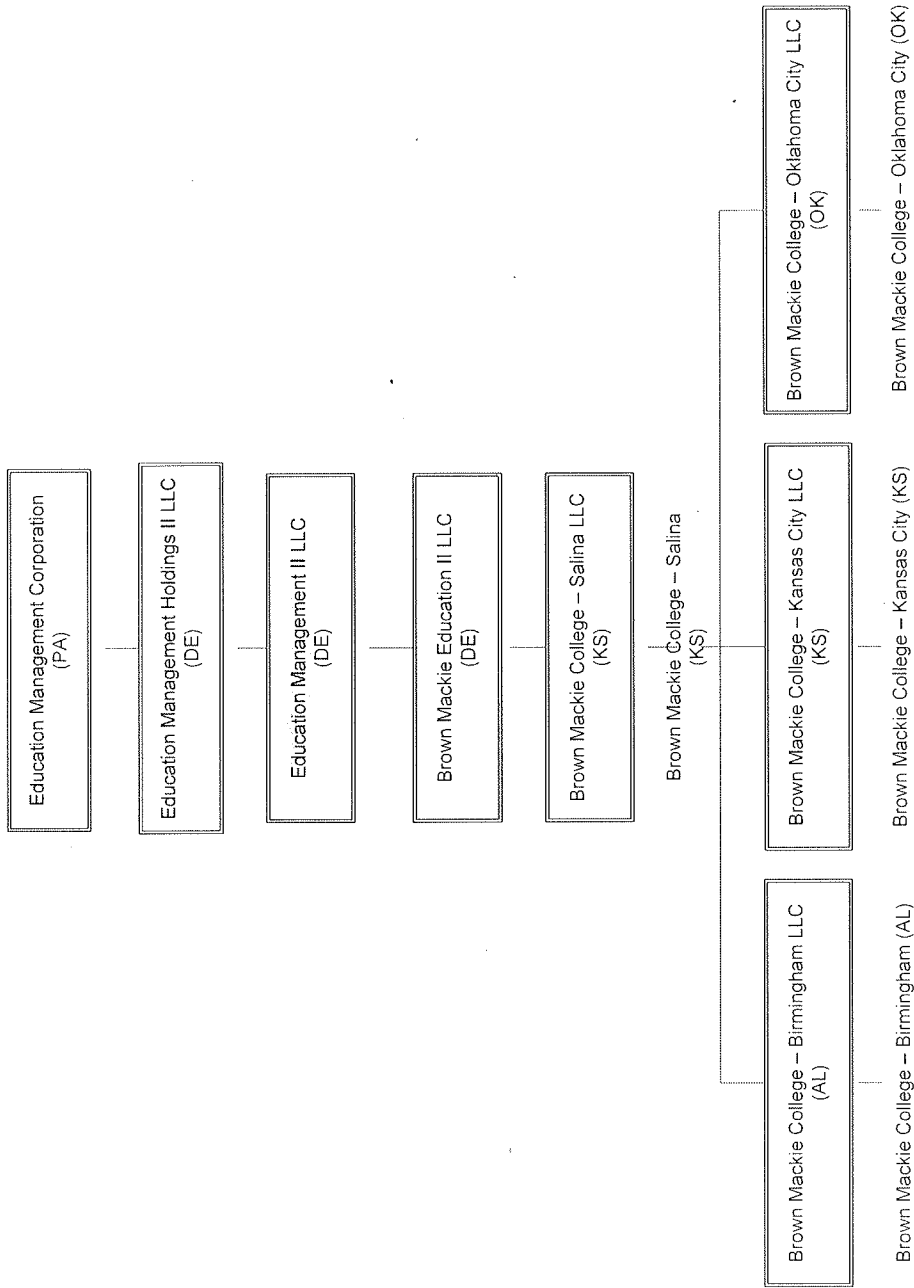 Education Management Corporation
(PA)
Education Management Holdings II LLC
(DE)
Education Management II LLC
(DE)
Brown Mackie Education II LLC
(DE)
Brown Mackie College – Salina LLC
(KS)
Brown Mackie College – Salina
(KS)
Brown Mackie College – Birmingham LLC
(AL)
Brown Mackie College – Birmingham (AL)
Brown Mackie College – Kansas City LLC
(KS)
Brown Mackie College – Kansas City (KS)
Brown Mackie College – Oklahoma City LLC
(OK)
Brown Mackie College – Oklahoma City (OK)